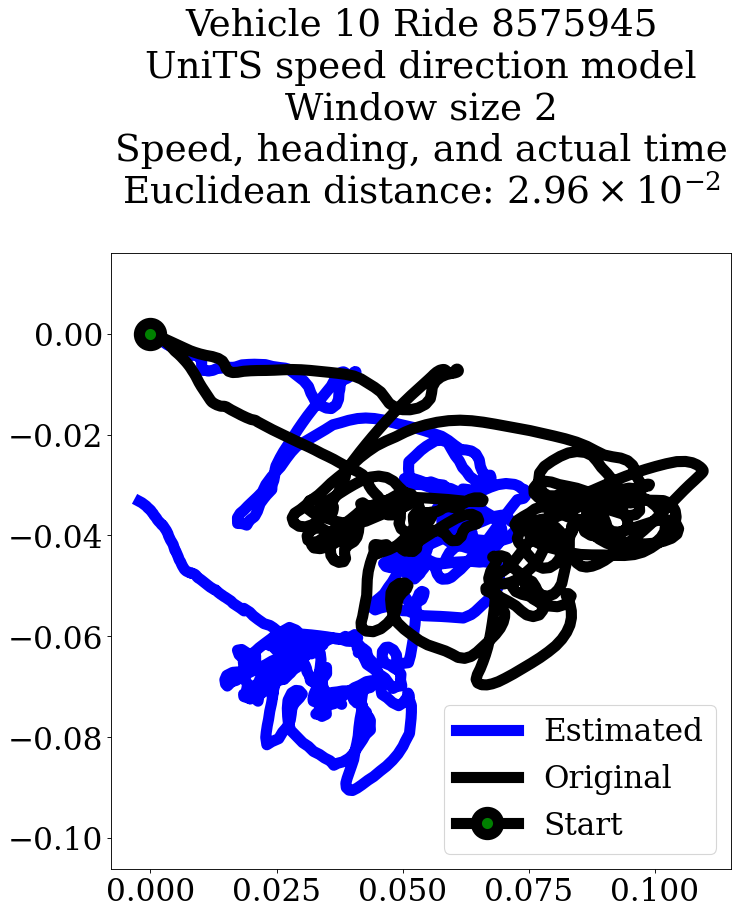 Vehicle 10 Ride 8575945
UniTS speed direction model
Window size 2
Speed, heading, and actual time
Euclidean distance: 2.96 × 10⁻²
0.00
−0.02
−0.04
−0.06
−0.08
−0.10
Estimated
Original
Start
0.000 0.025 0.050 0.075 0.100